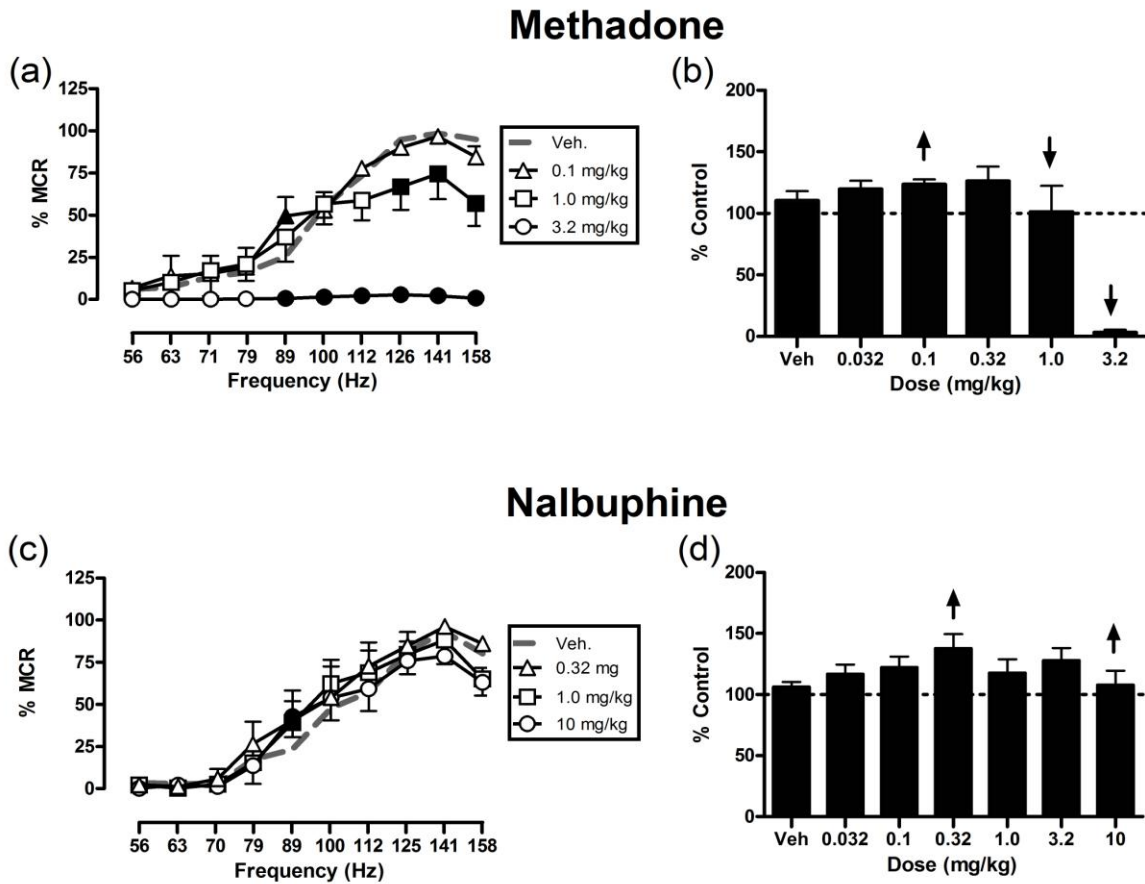 Methadone
(a)
125
100
75
50
25
0
% MCR
56 63 71 79 89 100 112 126 141 158
Frequency (Hz)
Veh.
0.1 mg/kg
1.0 mg/kg
3.2 mg/kg
(b)
200
150
100
50
0
% Control
Veh 0.032 0.1 0.32 1.0 3.2
Dose (mg/kg)
Nalbuphine
(c)
125
100
75
50
25
0
% MCR
56 63 70 79 89 100 112 125 141 158
Frequency (Hz)
Veh.
0.32 mg
1.0 mg/kg
10 mg/kg
(d)
200
150
100
50
0
% Control
Veh 0.032 0.1 0.32 1.0 3.2 10
Dose (mg/kg)